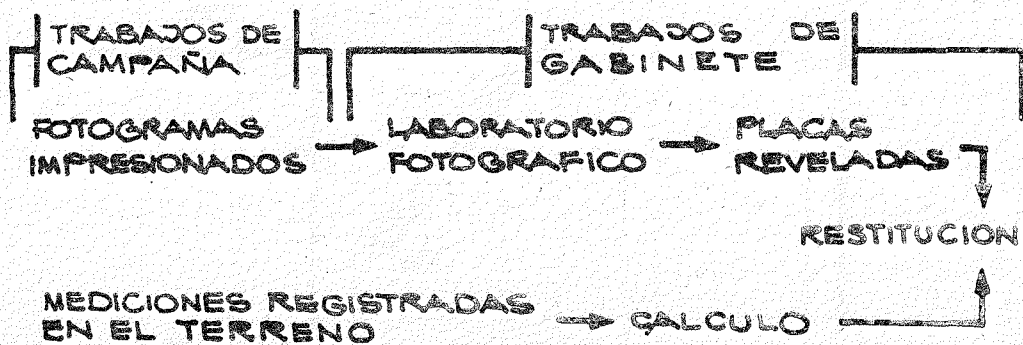 TRABAJOS DE
CAMPAÑA
TRABAJOS DE
GABINETE
FOTOGRAMAS
IMPRESIONADOS
LABORATORIO
FOTOGRAFICO
PLACAS
REVELADAS
RESTITUCION
MEDICIONES REGISTRADAS
EN EL TERRENO
CALCULO